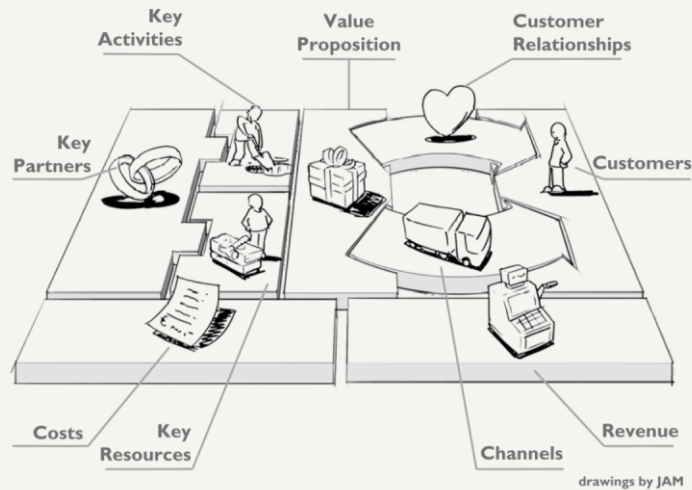 Key
Activities
Value
Proposition
Customer
Relationships
Key
Partners
Customers
Costs
Key
Resources
Channels
Revenue
drawings by JAM